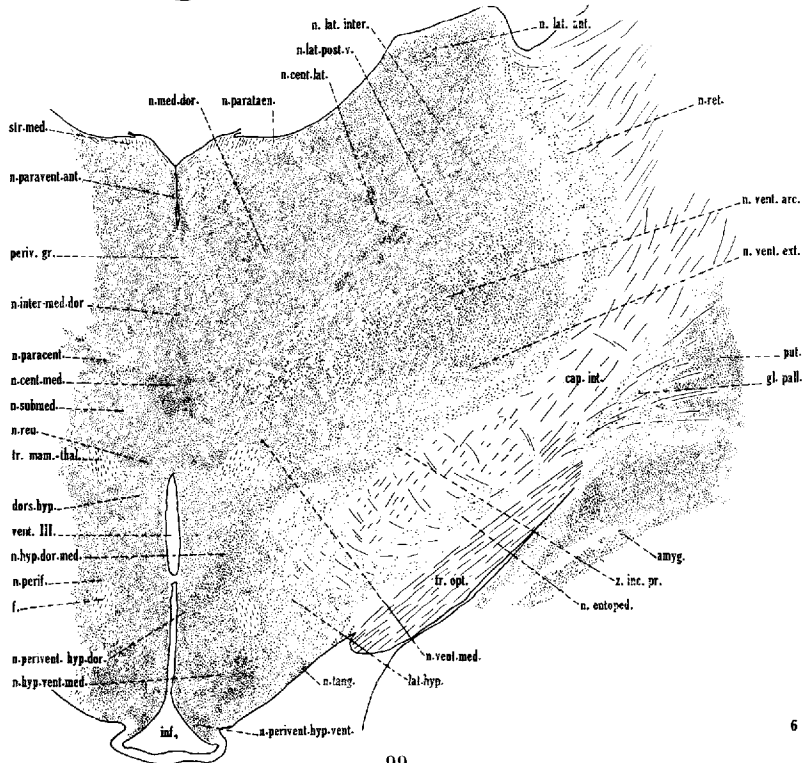 n. lat. inter.
n. lat. ant.
n-lat-post-v.
n-cent-lat.
n-med-dor.
n-parataen.
n-ret.
str-med.
n-paravent-ant.
n. vent. arc.
periv. gr.
n. vent. ext.
n-inter-med-dor
n-paracent.
put.
n-cent-med.
cap. int.
gl. pall.
n-submed.
n-reu.
tr. mam.-thal.
dors. hyp.
vent. III.
amyg.
n-hyp-dor-med.
tr. opt.
z. inc. pr.
n-perif.
n. entoped.
f.
n-perivent. hyp-dor.
n-vent-med.
n-hyp-vent-med.
n-tang.
lat-hyp.
inf.
n-perivent-hyp-vent.
6
99